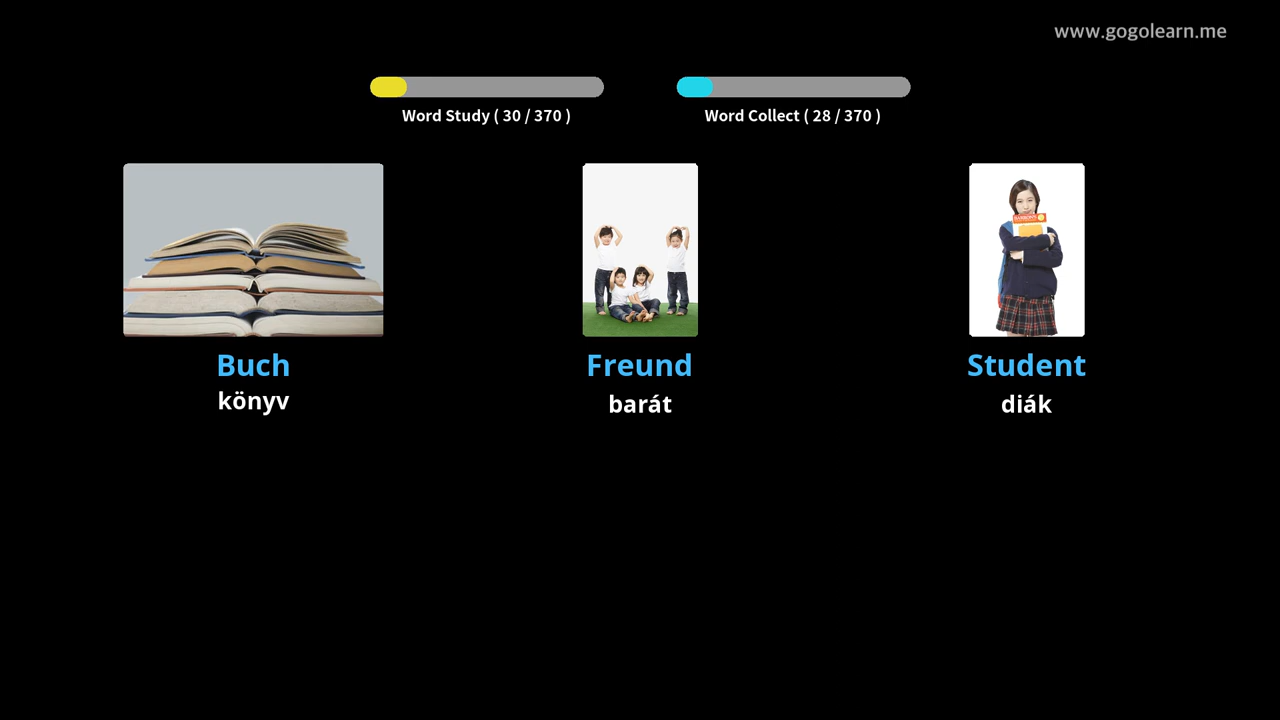 www.gogolearn.me
Word Study ( 30 / 370 )
Word Collect ( 28 / 370 )
Buch
könyv
Freund
barát
Student
diák